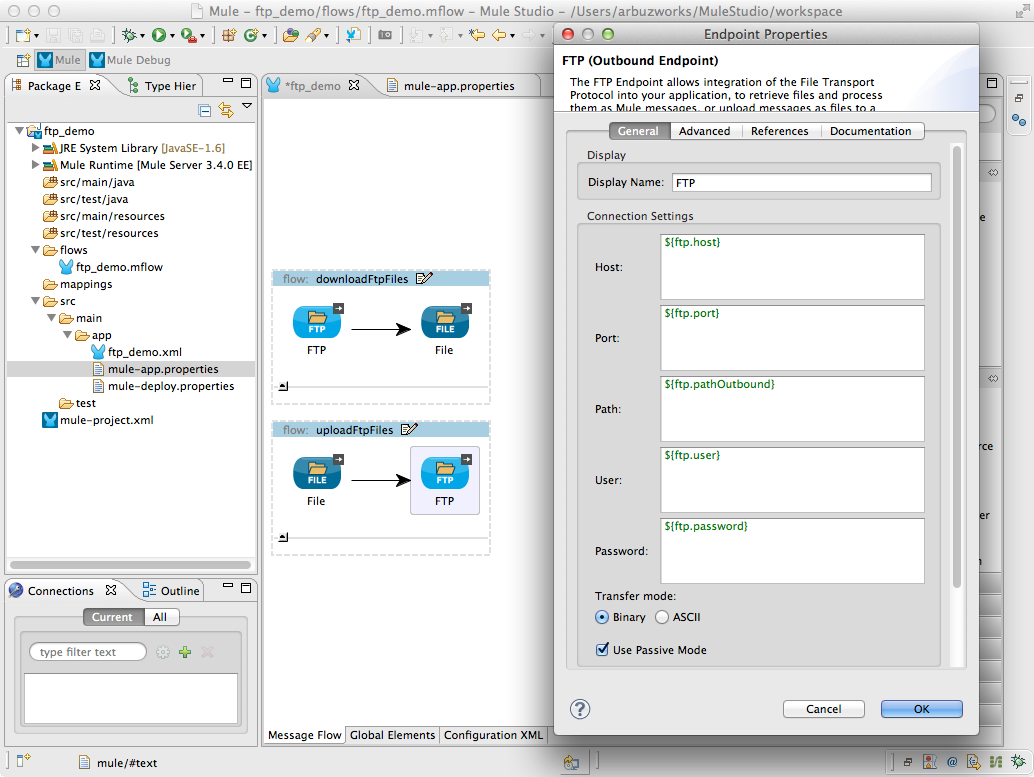 Mule – ftp_demo/flows/ftp_demo.mflow – Mule Studio – /Users/arbuzworks/MuleStudio/workspace
Mule
Mule Debug
Package E
Type Hier
ftp_demo
JRE System Library [JavaSE-1.6]
Mule Runtime [Mule Server 3.4.0 EE]
src/main/java
src/test/java
src/main/resources
src/test/resources
flows
ftp_demo.mflow
mappings
src
main
app
ftp_demo.xml
mule-app.properties
mule-deploy.properties
test
mule-project.xml
Connections
Outline
Current
All
type filter text
*ftp_demo
mule-app.properties
flow: downloadFtpFiles
FTP
FILE
FTP
File
flow: uploadFtpFiles
FILE
FTP
File
FTP
Message Flow
Global Elements
Configuration XML
Endpoint Properties
FTP (Outbound Endpoint)
The FTP Endpoint allows integration of the File Transport
Protocol into your application, to retrieve files and process
them as Mule messages, or upload messages as files to a
General
Advanced
References
Documentation
Display
Display Name: FTP
Connection Settings
Host: ${ftp.host}
Port: ${ftp.port}
Path: ${ftp.pathOutbound}
User: ${ftp.user}
Password: ${ftp.password}
Transfer mode:
Binary
ASCII
Use Passive Mode
?
Cancel
OK
mule/#text